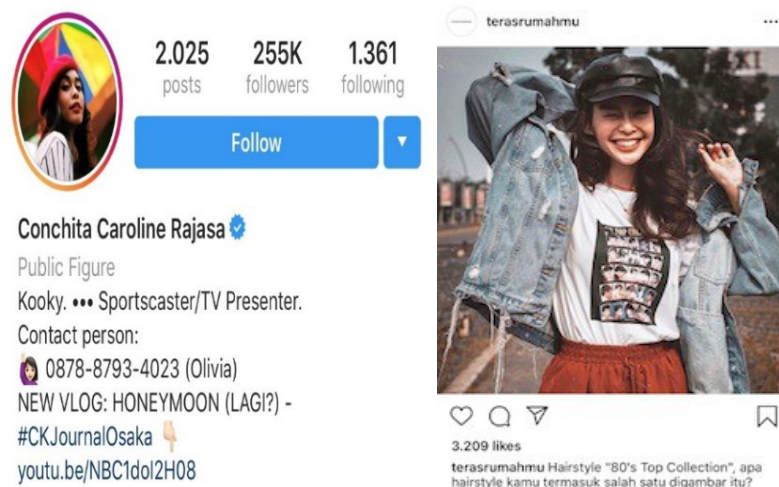 2.025 255K 1.361
posts followers following
Follow
Conchita Caroline Rajasa
Public Figure
Kooky. ••• Sportscaster/TV Presenter.
Contact person:
0878-8793-4023 (Olivia)
NEW VLOG: HONEYMOON (LAGI?) -
#CKJournalOsaka
youtu.be/NBC1dol2H08
terasrumahmu
3.209 likes
terasrumahmu Hairstyle "80's Top Collection", apa
hairstyle kamu termasuk salah satu digambar itu?